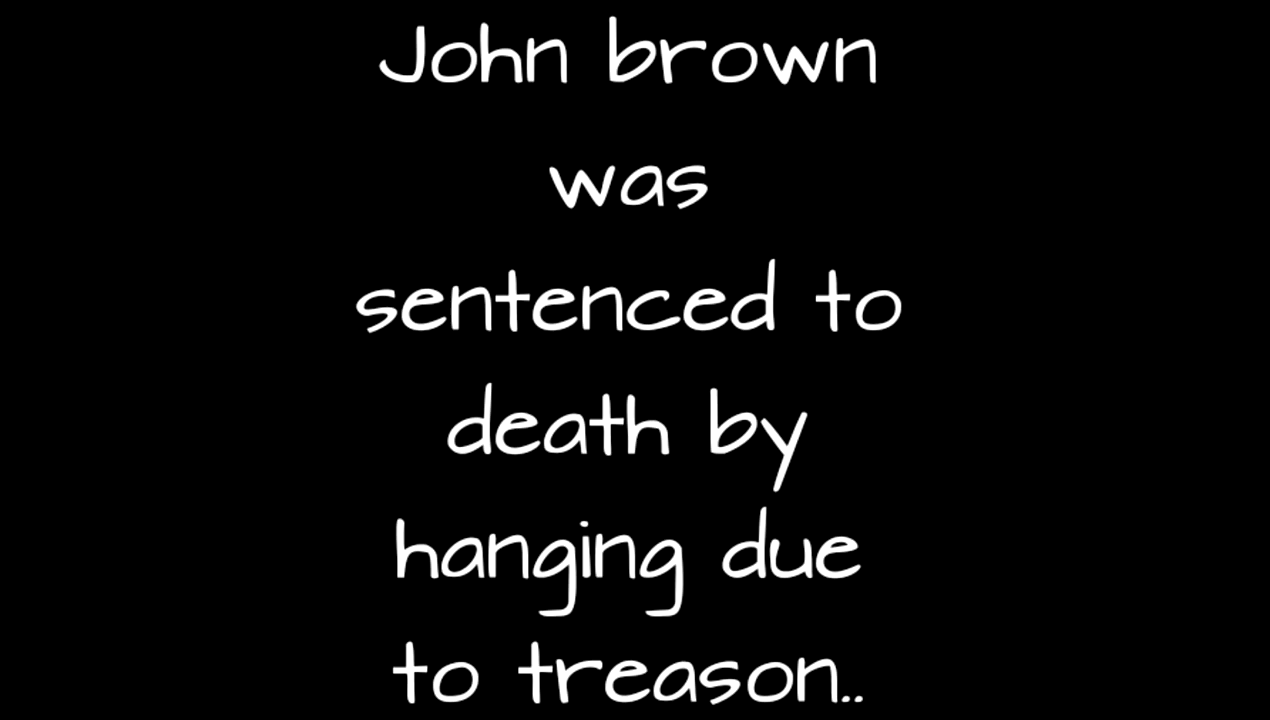 John brown
was
sentenced to
death by
hanging due
to treason..